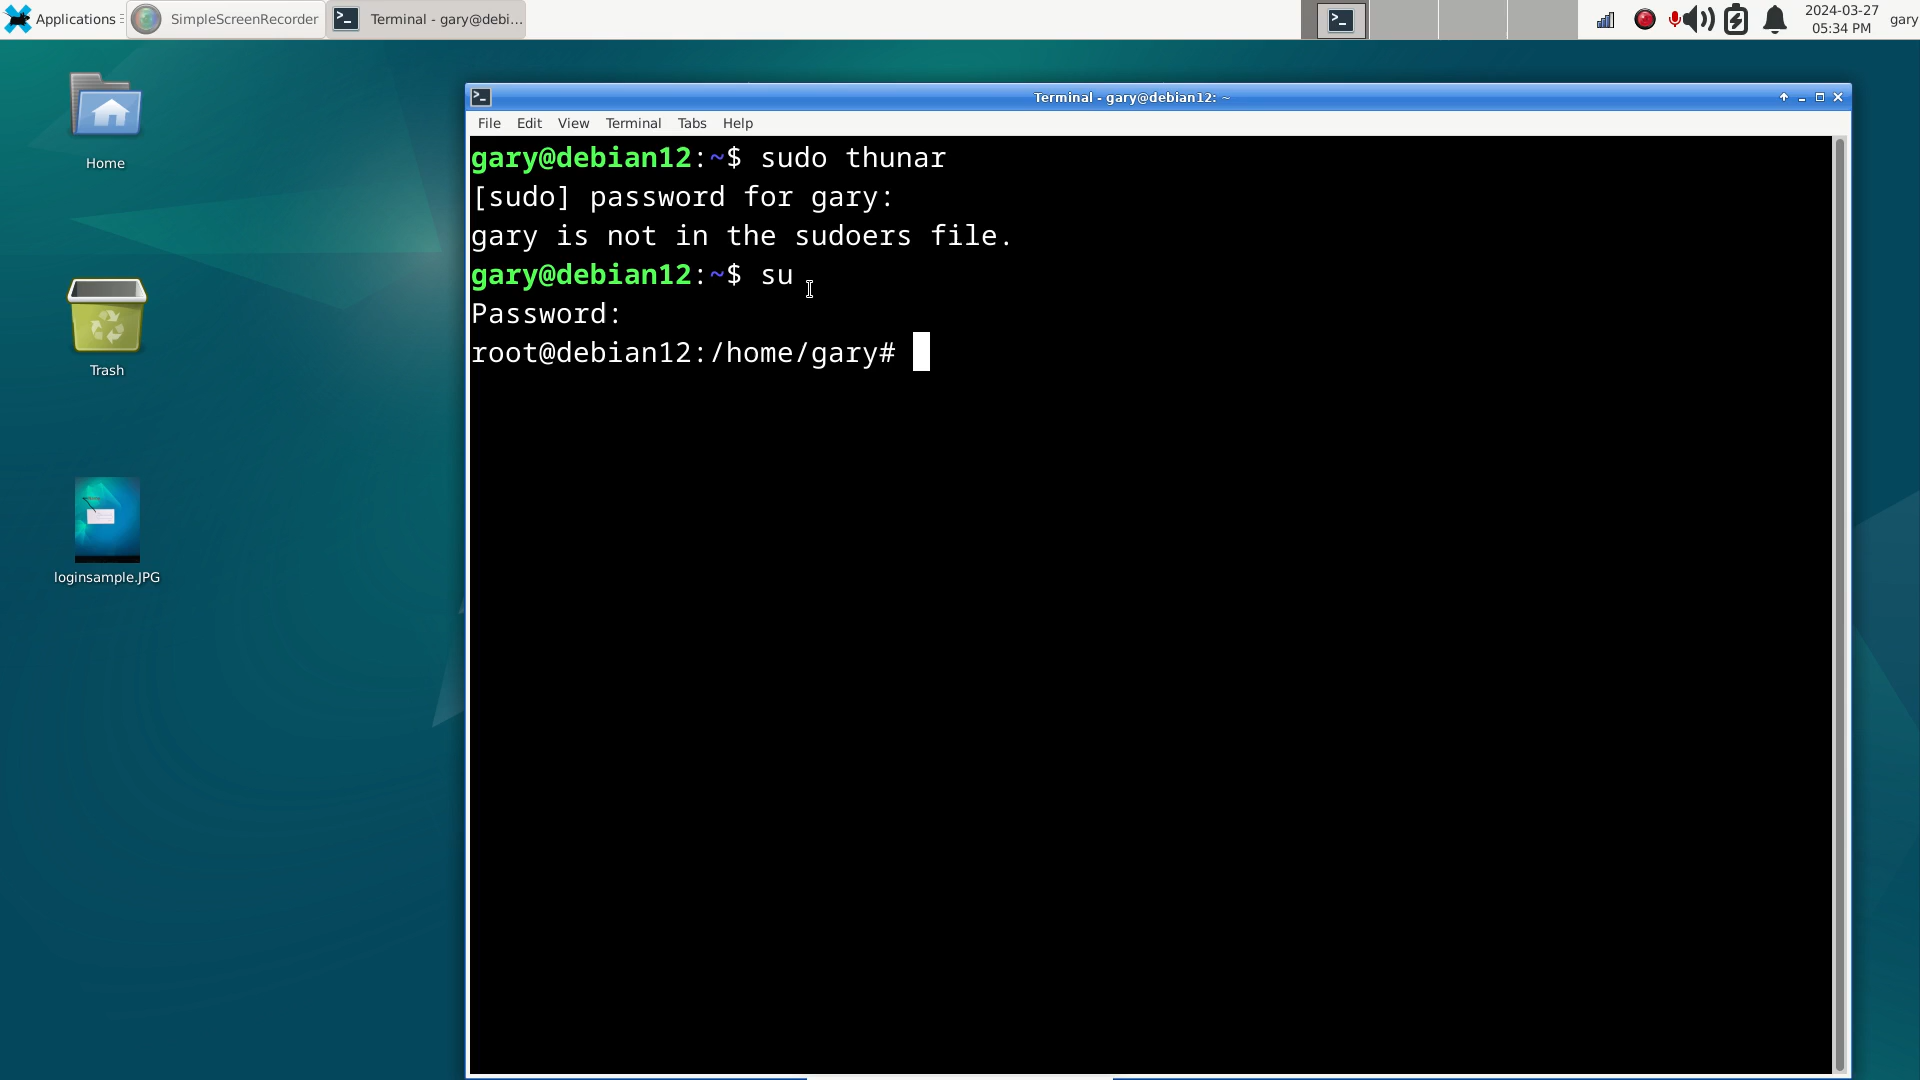 Applications
SimpleScreenRecorder
Terminal - gary@debi...
2024-03-27
05:34 PM
gary
Home
Trash
loginsample.JPG
Terminal - gary@debian12: ~
File Edit View Terminal Tabs Help
gary@debian12:~$ sudo thunar
[sudo] password for gary:
gary is not in the sudoers file.
gary@debian12:~$ su
Password:
root@debian12:/home/gary#